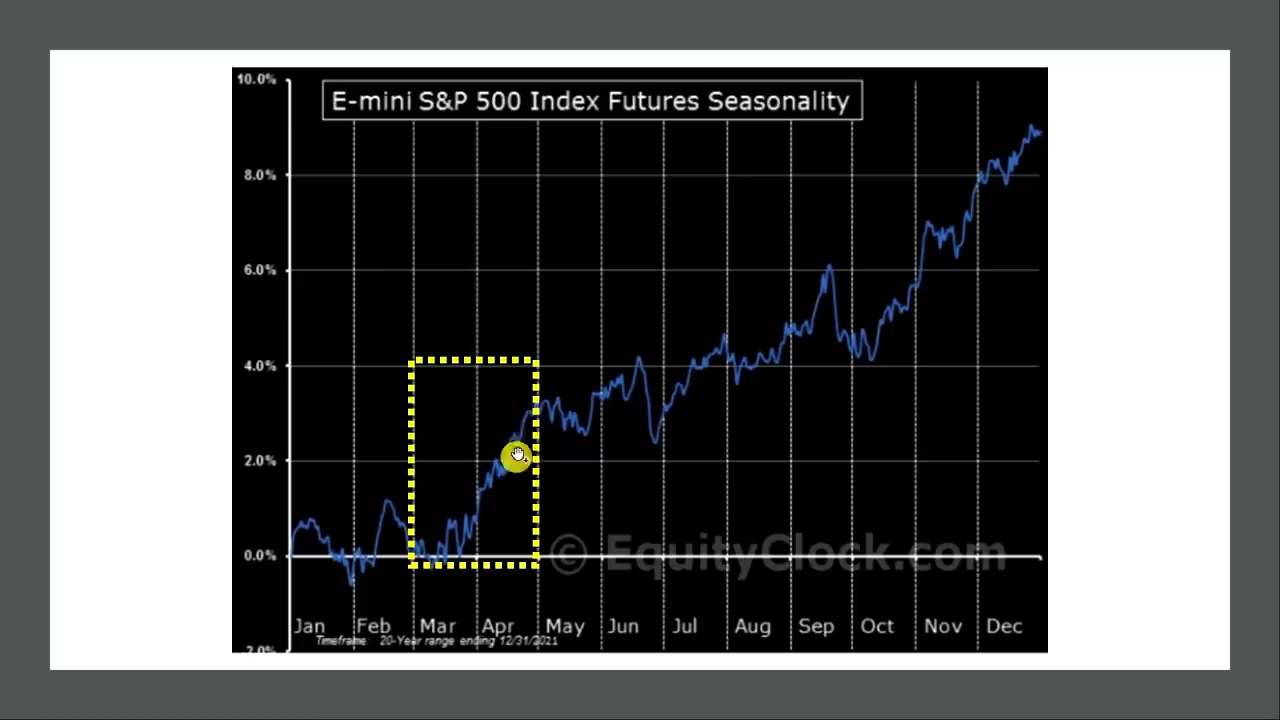 10.0%
E-mini S&P 500 Index Futures Seasonality
8.0%
6.0%
4.0%
2.0%
0.0%
© EquityClock.com
Jan Feb Mar Apr May Jun Jul Aug Sep Oct Nov Dec
Timeframe: 20-Year range ending 12/31/2021
-2.0%